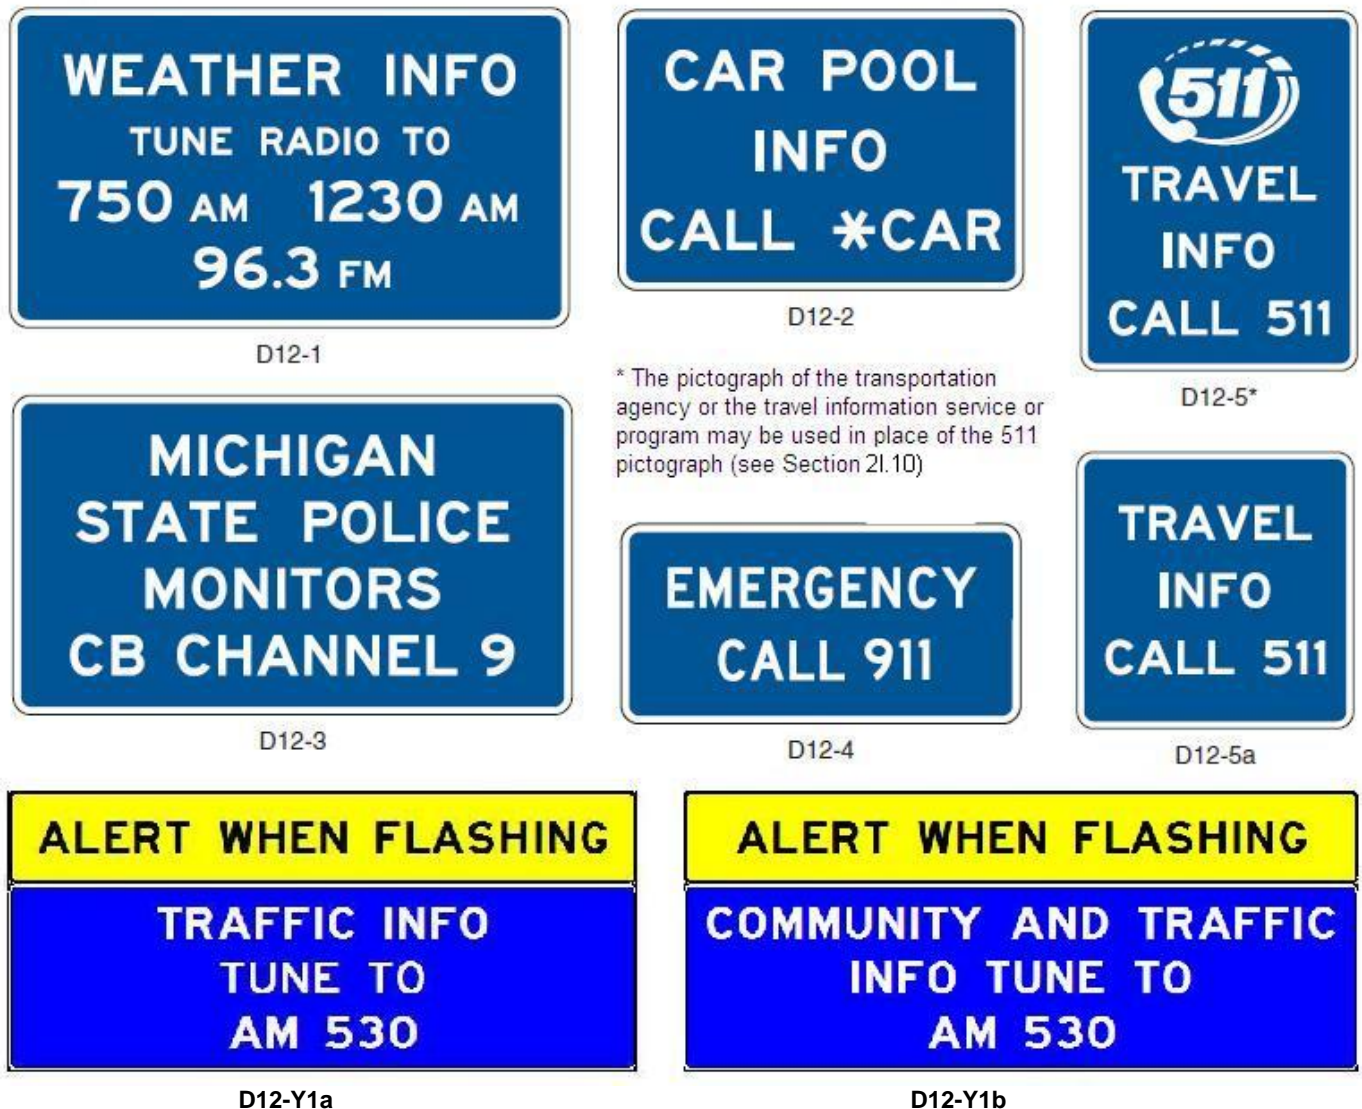 WEATHER INFO
TUNE RADIO TO
750 AM 1230 AM
96.3 FM
D12-1
CAR POOL
INFO
CALL *CAR
D12-2
511
TRAVEL
INFO
CALL 511
D12-5*
* The pictograph of the transportation
agency or the travel information service or
program may be used in place of the 511
pictograph (see Section 2I.10)
MICHIGAN
STATE POLICE
MONITORS
CB CHANNEL 9
D12-3
EMERGENCY
CALL 911
D12-4
TRAVEL
INFO
CALL 511
D12-5a
ALERT WHEN FLASHING
TRAFFIC INFO
TUNE TO
AM 530
D12-Y1a
ALERT WHEN FLASHING
COMMUNITY AND TRAFFIC
INFO TUNE TO
AM 530
D12-Y1b